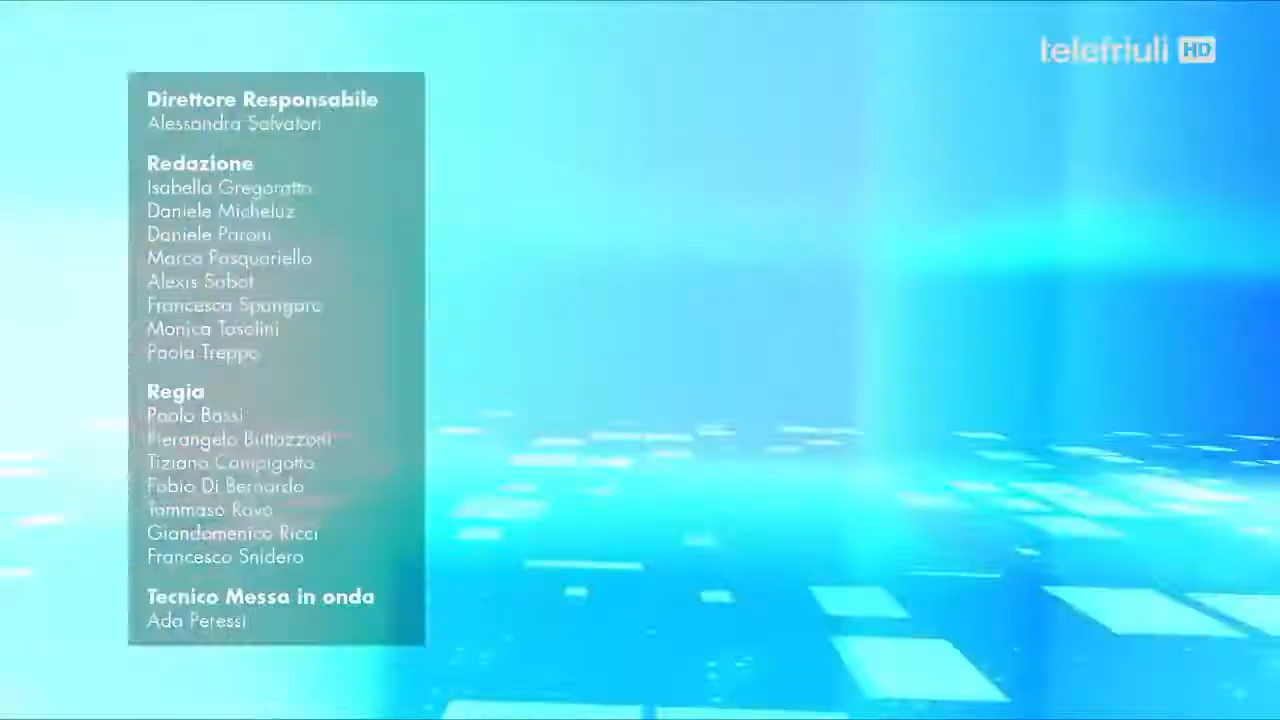 telefriuli HD
Direttore Responsabile
Alessandra Salvatori
Redazione
Isabella Gregoratto
Daniele Micheluz
Daniele Paroni
Marco Pasquariello
Alexis Sabot
Francesca Spangaro
Monica Tosolini
Paola Treppo
Regia
Paolo Bassi
Pierangelo Buttazzoni
Tiziano Campigotto
Fabio Di Bernardo
Tommaso Rovo
Giandomenico Ricci
Francesco Snidero
Tecnico Messa in onda
Ada Peressi